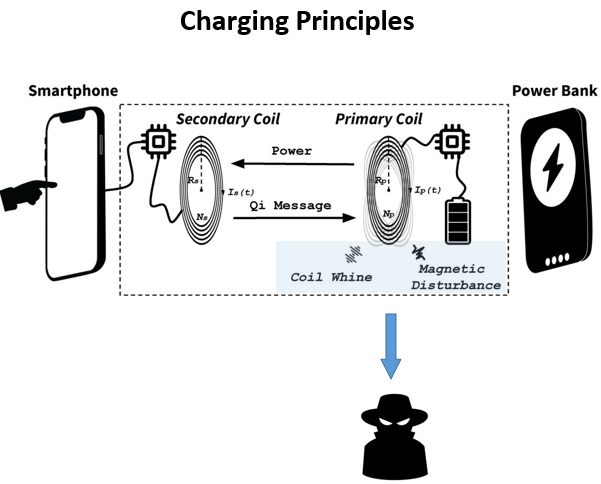 Charging Principles
Smartphone
Power Bank
Secondary Coil
Primary Coil
Power
Rs
Is(t)
Ns
Qi Message
Rp
Ip(t)
Np
Coil Whine
Magnetic
Disturbance